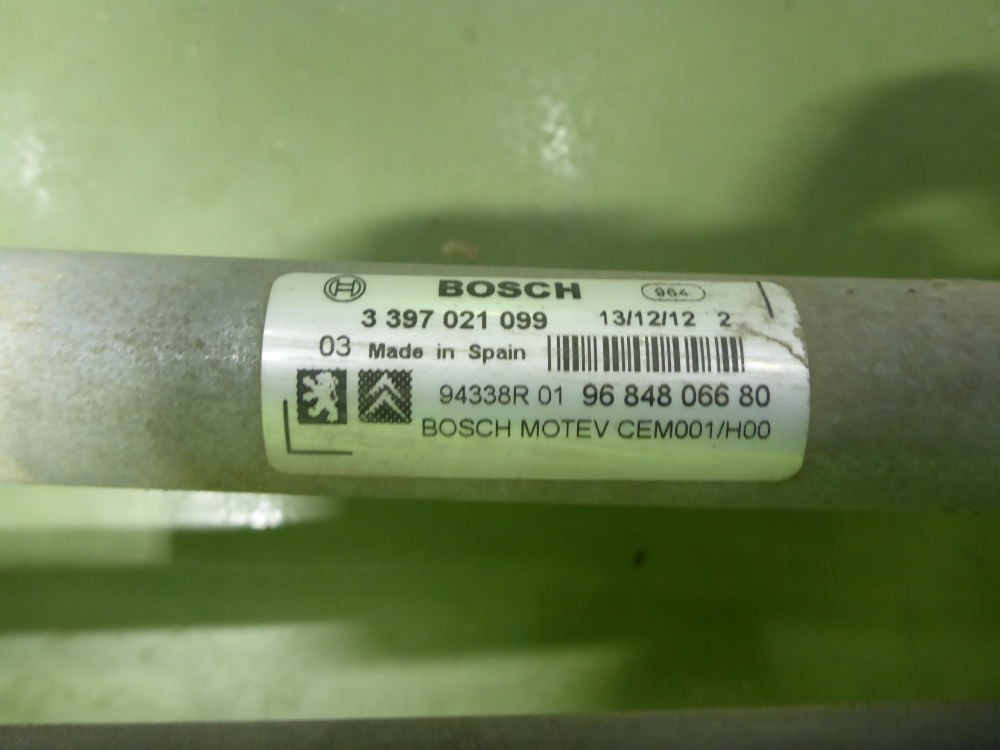 BOSCH 964
3 397 021 099 13/12/12 2
03 Made in Spain
94338R 01 96 848 066 80
BOSCH MOTEV CEM001/H00